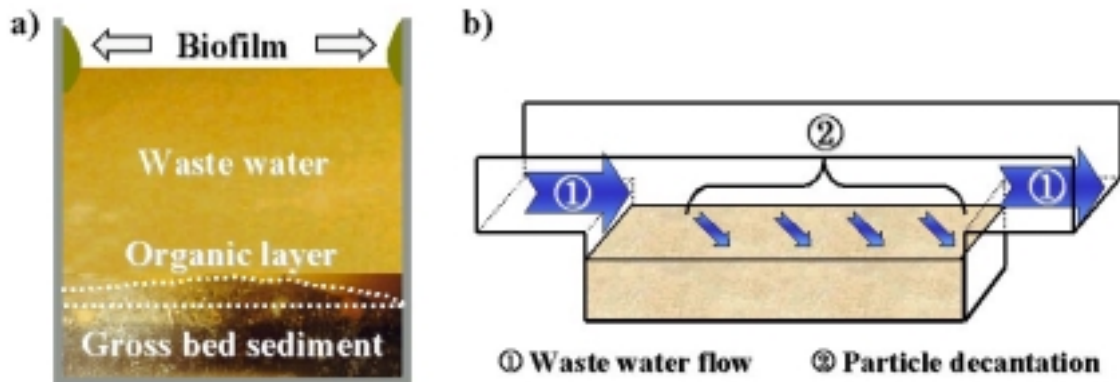 a)
Biofilm
Waste water
Organic layer
Gross bed sediment
b)
②
① ①
① Waste water flow ② Particle decantation